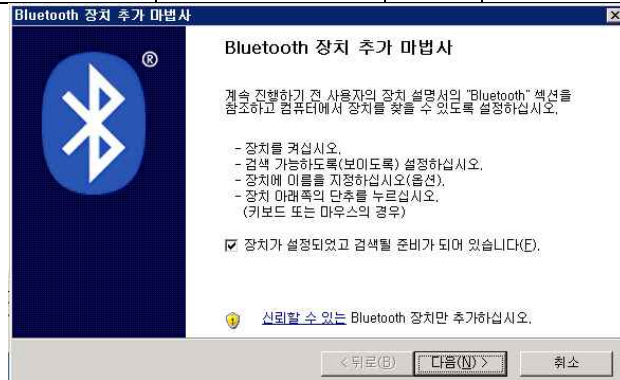 Bluetooth 장치 추가 마법사
®
Bluetooth 장치 추가 마법사
계속 진행하기 전 사용자의 장치 설명서의 "Bluetooth" 섹션을
참조하고 컴퓨터에서 장치를 찾을 수 있도록 설정하십시오.
- 장치를 켜십시오.
- 검색 가능하도록(보이도록) 설정하십시오.
- 장치에 이름을 지정하십시오(옵션).
- 장치 아래쪽의 단추를 누르십시오.
(키보드 또는 마우스의 경우)
장치가 설정되었고 검색될 준비가 되어 있습니다(F).
신뢰할 수 있는 Bluetooth 장치만 추가하십시오.
< 뒤로(B) 다음(N) > 취소